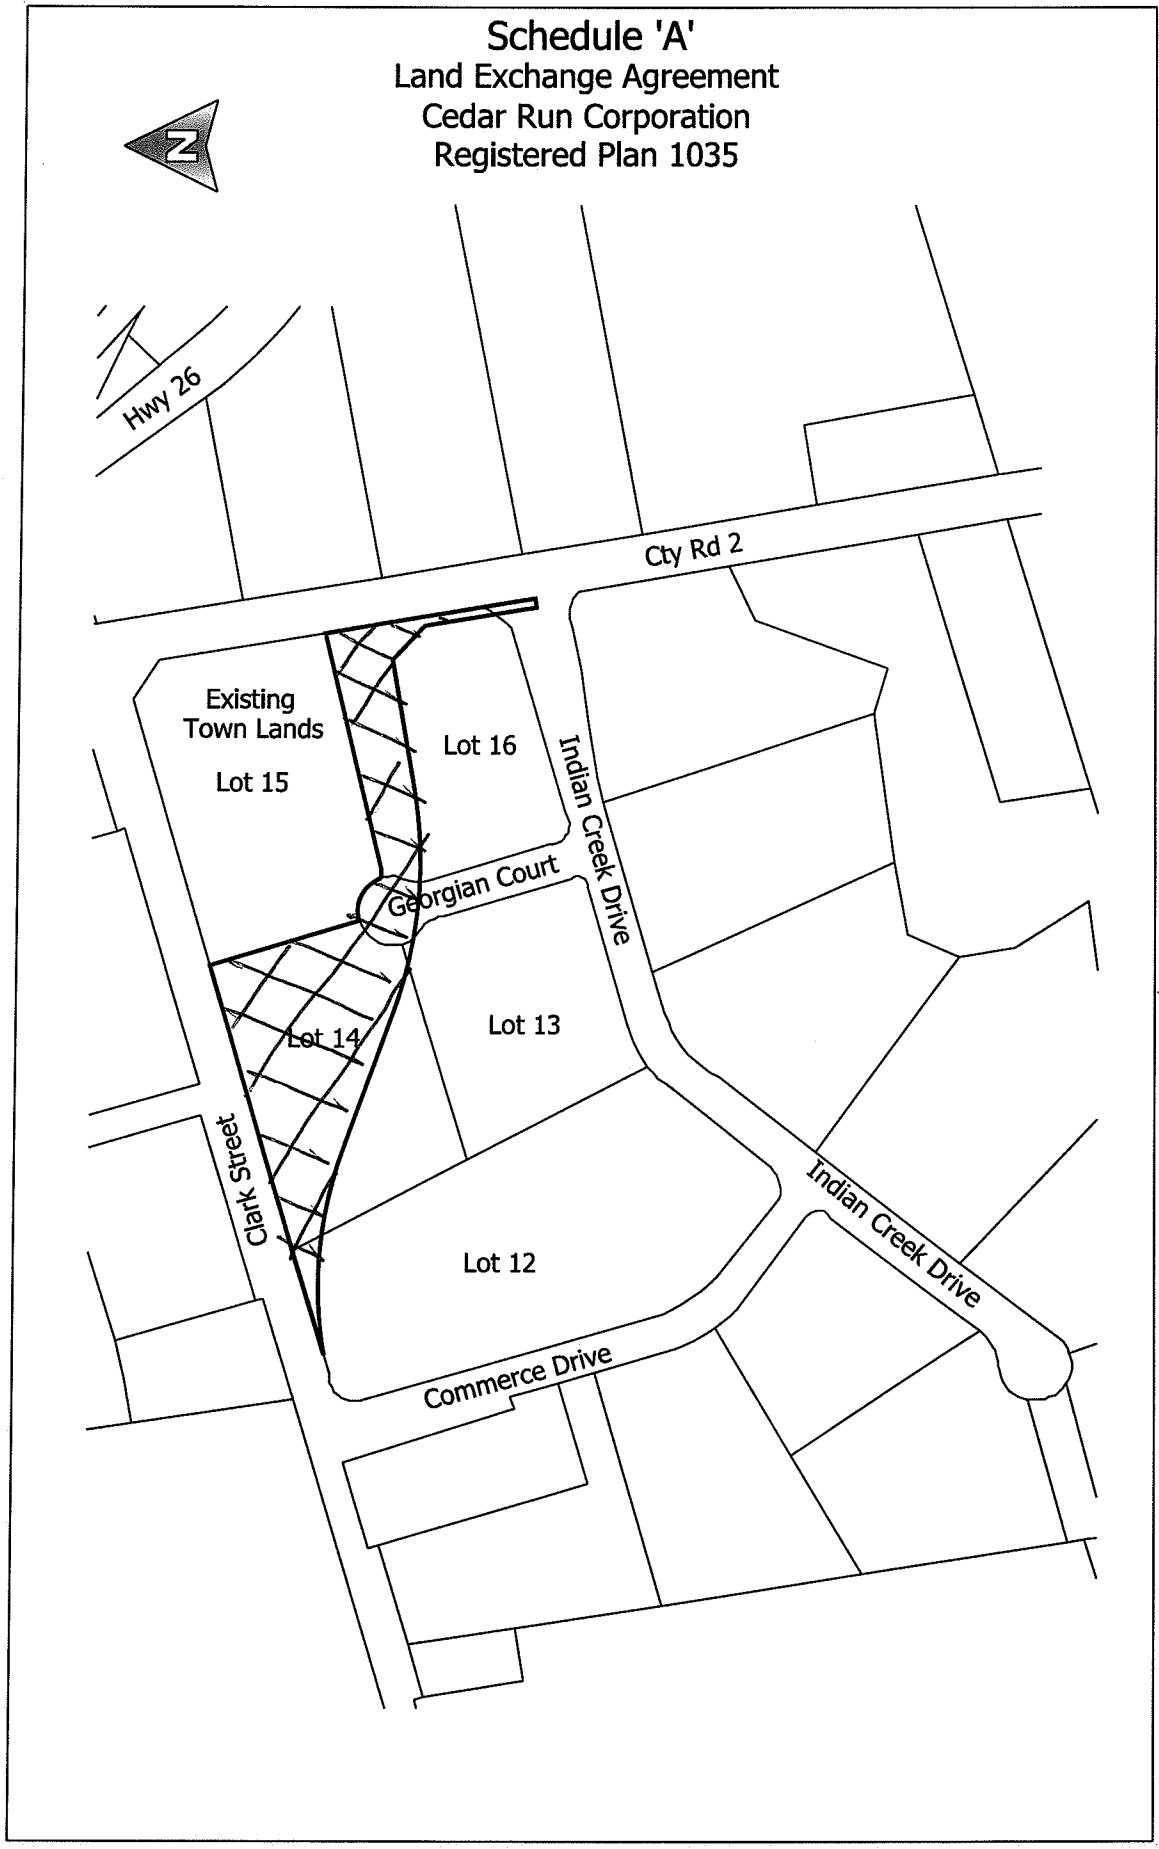 Schedule 'A'
Land Exchange Agreement
Cedar Run Corporation
Registered Plan 1035
N
Hwy 26
Cty Rd 2
Existing
Town Lands
Lot 15
Lot 16
Indian Creek Drive
Georgian Court
Lot 13
Lot 14
Clark Street
Indian Creek Drive
Lot 12
Commerce Drive